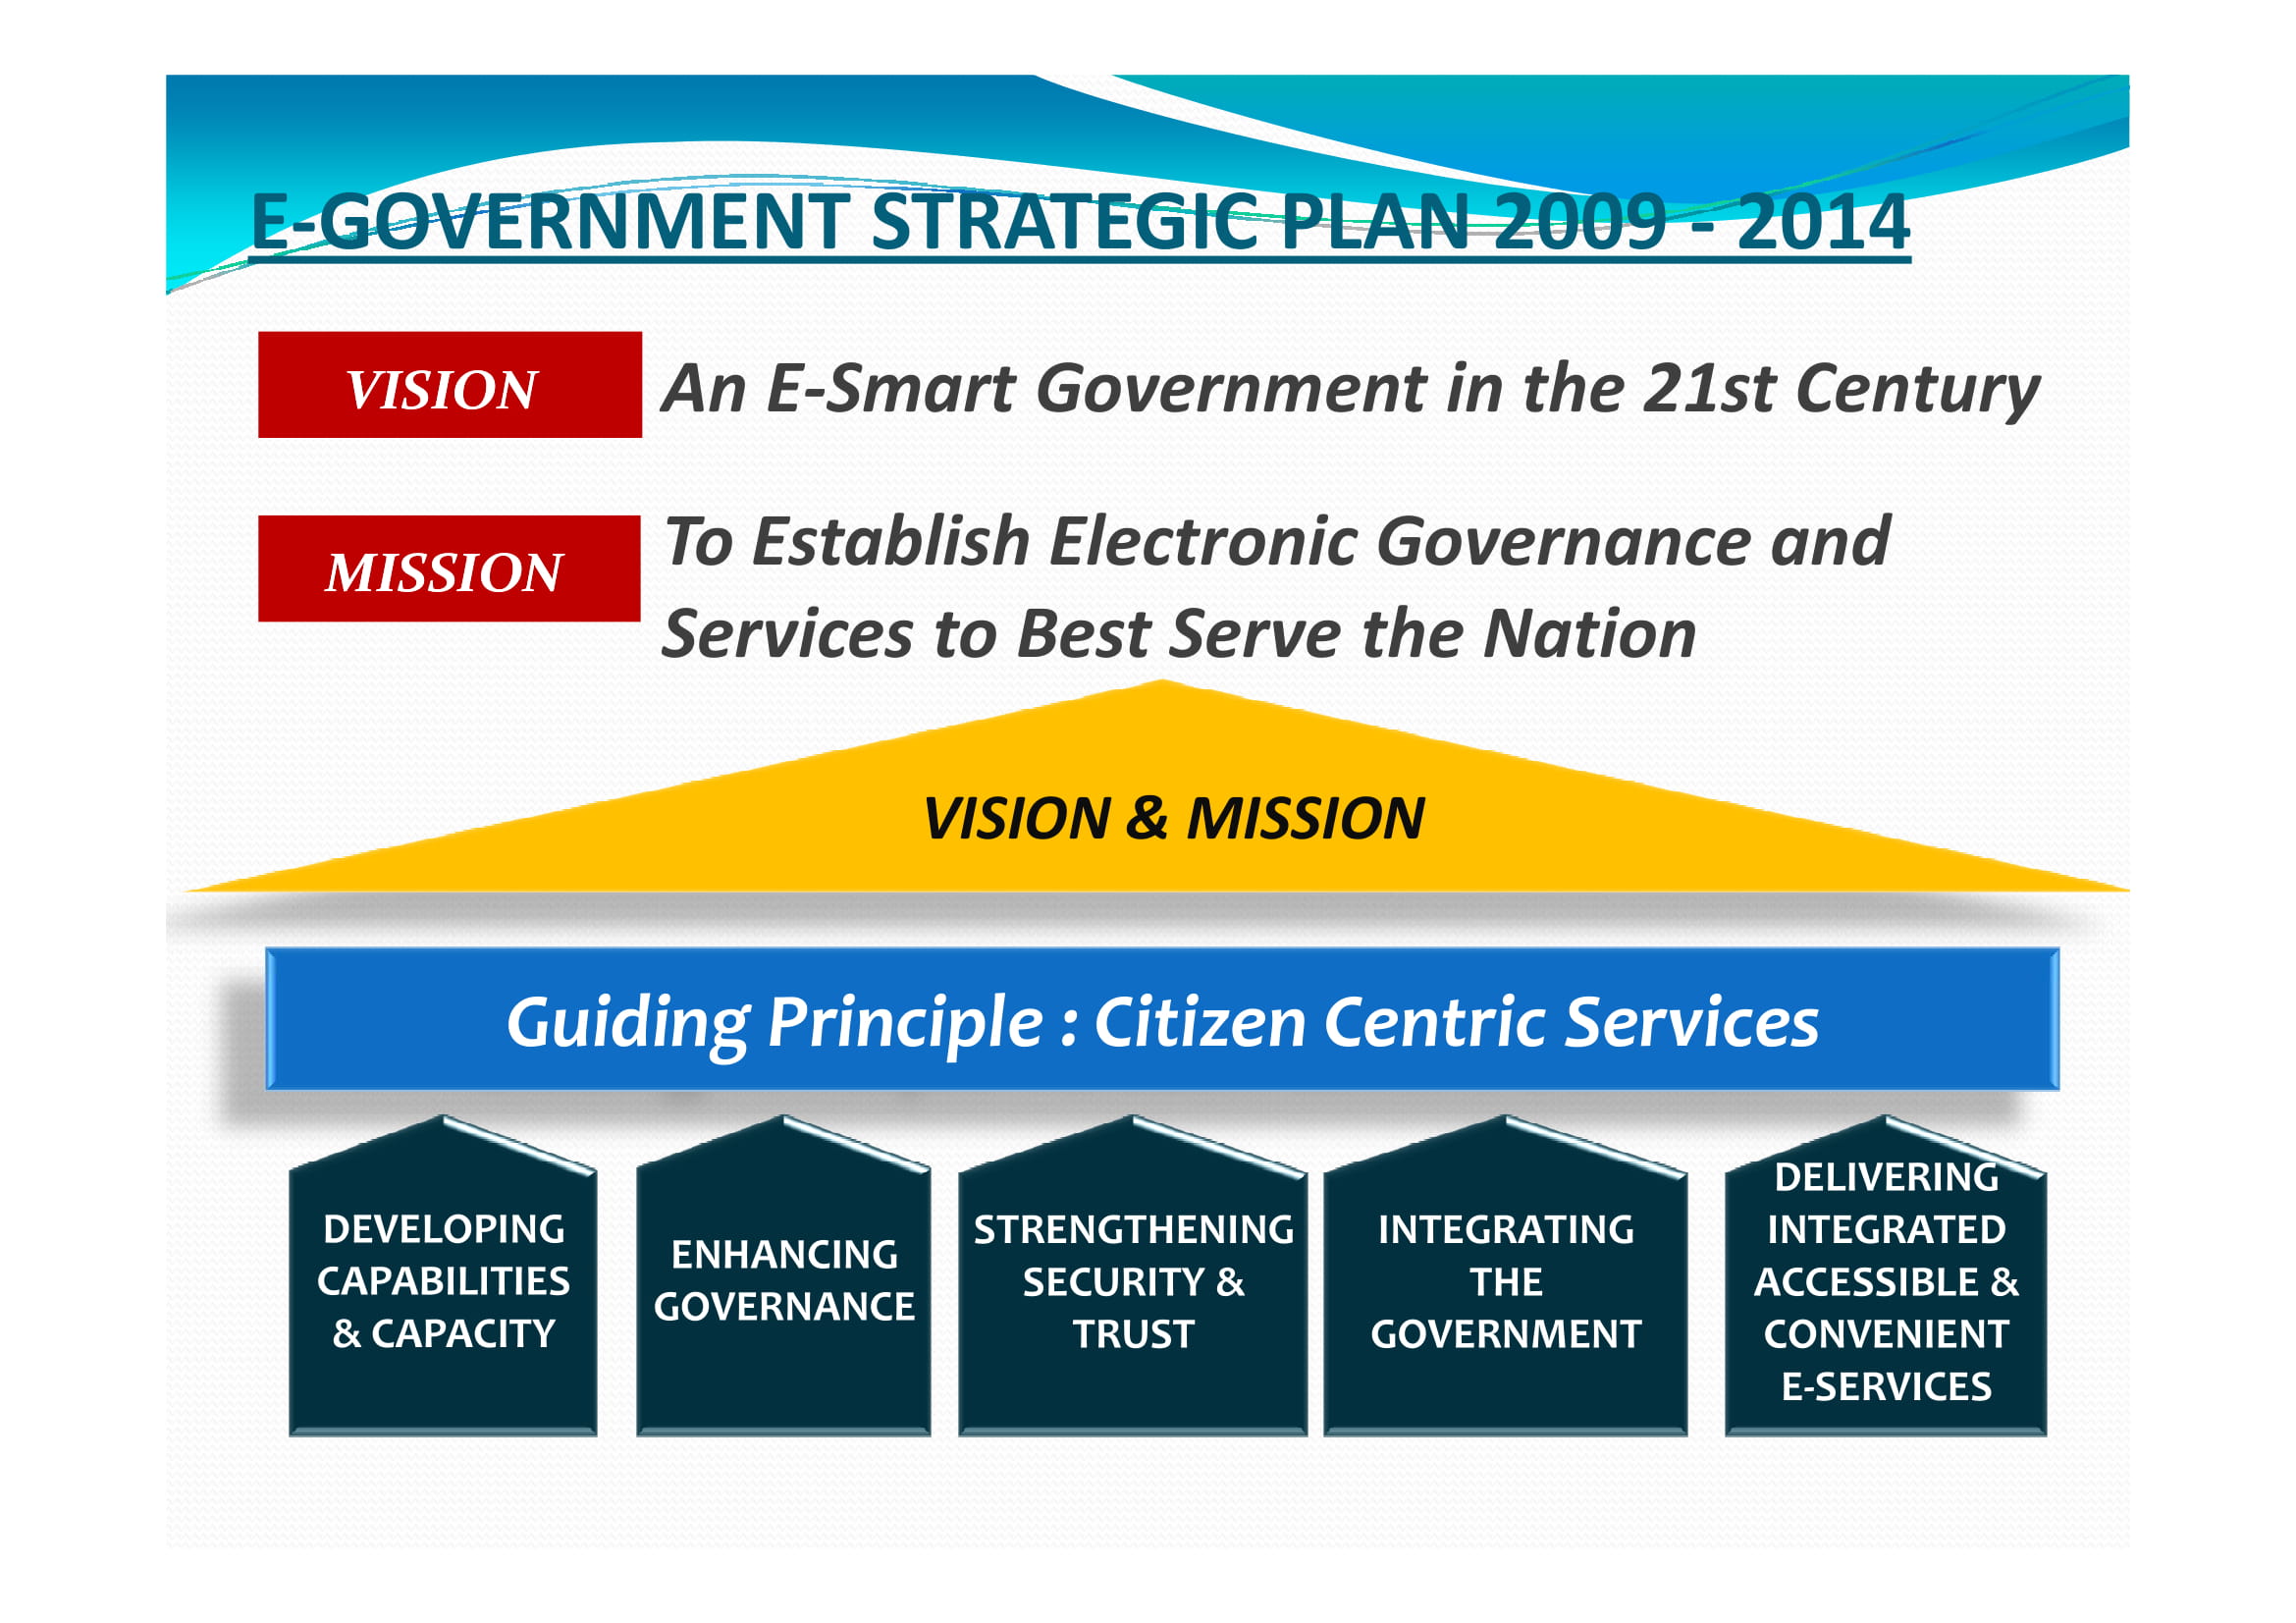 E-GOVERNMENT STRATEGIC PLAN 2009 - 2014
VISION
An E-Smart Government in the 21st Century
MISSION
To Establish Electronic Governance and
Services to Best Serve the Nation
VISION & MISSION
Guiding Principle : Citizen Centric Services
DEVELOPING
CAPABILITIES
& CAPACITY
ENHANCING
GOVERNANCE
STRENGTHENING
SECURITY &
TRUST
INTEGRATING
THE
GOVERNMENT
DELIVERING
INTEGRATED
ACCESSIBLE &
CONVENIENT
E-SERVICES